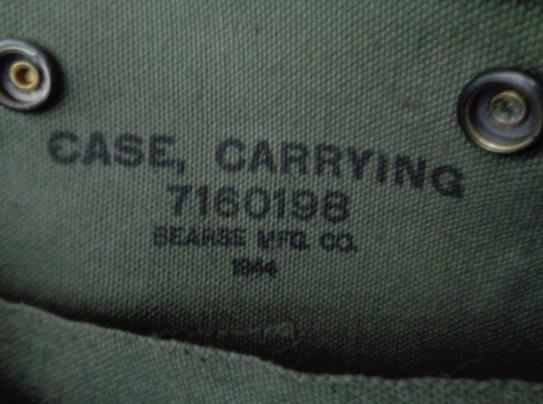 CASE, CARRYING
7160198
BEARSE MFG. CO.
1944